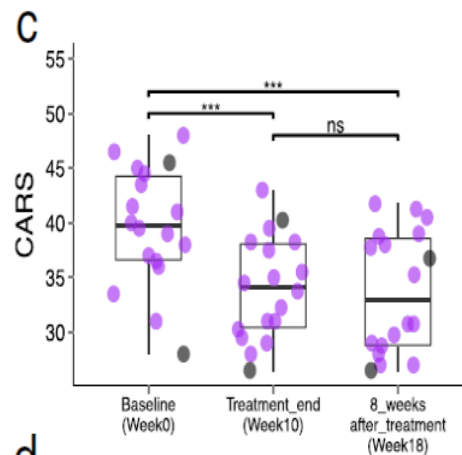 C
55
***
50
***
ns
45
CARS
40
35
30
Baseline
(Week0)
Treatment_end
(Week10)
8_weeks
after_treatment
(Week18)
d